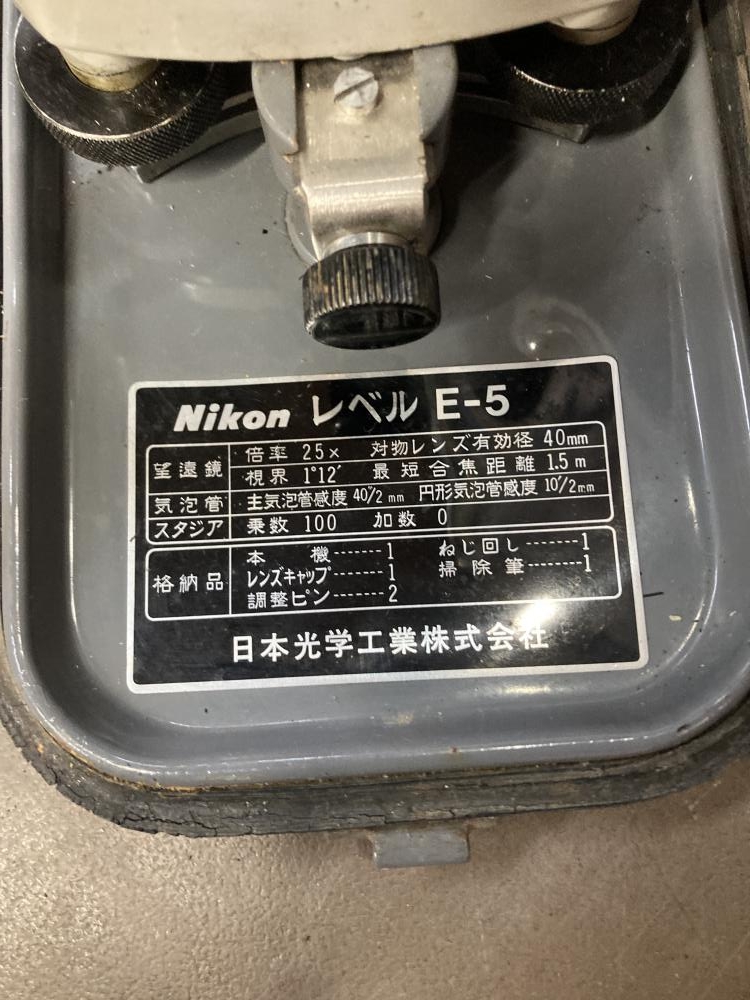 Nikon レベル E-5
望遠鏡 倍率 25× 対物レンズ有効径 40mm
視界 1°12′ 最短合焦距離 1.5m
気泡管 主気泡管感度 40″/2mm 円形気泡管感度 10′/2mm
スタジア 乗数 100 加数 0
格納品 本機-------1 ねじ回し-------1
レンズキャップ-------1 掃除筆-------1
調整ピン-------2
日本光学工業株式会社